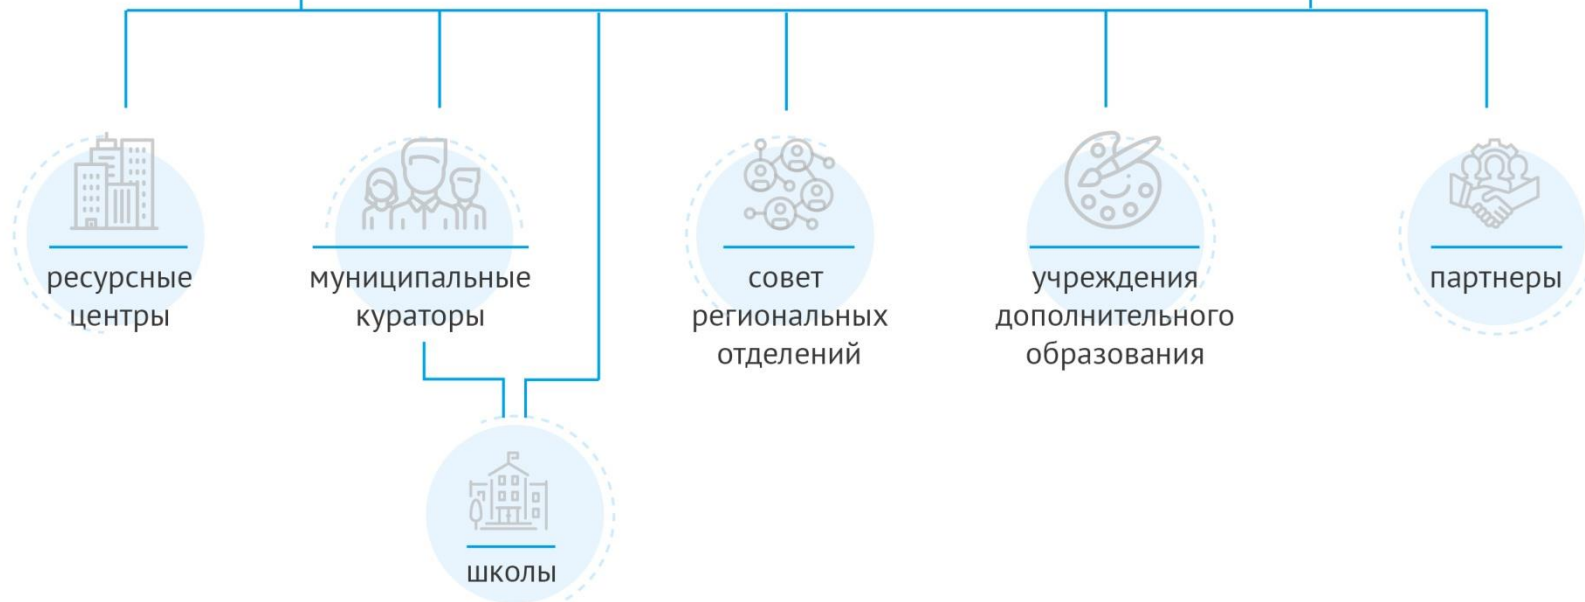 ресурсные
центры
муниципальные
кураторы
совет
региональных
отделений
учреждения
дополнительного
образования
партнеры
школы